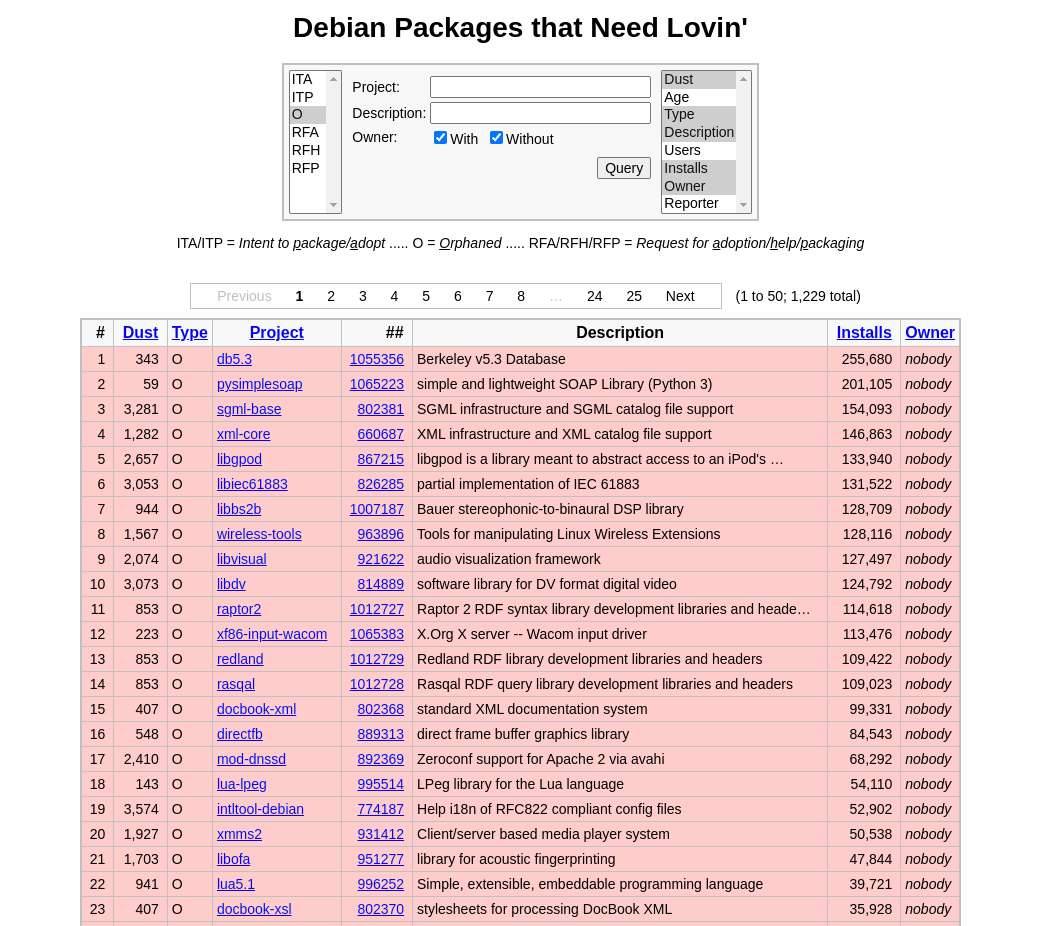 Debian Packages that Need Lovin'
ITA
ITP
O
RFA
RFH
RFP
Project:
Description:
Owner: With Without
Query
Dust
Age
Type
Description
Users
Installs
Owner
Reporter
ITA/ITP = Intent to package/adopt ..... O = Orphaned ..... RFA/RFH/RFP = Request for adoption/help/packaging
Previous 1 2 3 4 5 6 7 8 … 24 25 Next (1 to 50; 1,229 total)
# Dust Type Project ## Description Installs Owner
1 343 O db5.3 1055356 Berkeley v5.3 Database 255,680 nobody
2 59 O pysimplesoap 1065223 simple and lightweight SOAP Library (Python 3) 201,105 nobody
3 3,281 O sgml-base 802381 SGML infrastructure and SGML catalog file support 154,093 nobody
4 1,282 O xml-core 660687 XML infrastructure and XML catalog file support 146,863 nobody
5 2,657 O libgpod 867215 libgpod is a library meant to abstract access to an iPod's … 133,940 nobody
6 3,053 O libiec61883 826285 partial implementation of IEC 61883 131,522 nobody
7 944 O libbs2b 1007187 Bauer stereophonic-to-binaural DSP library 128,709 nobody
8 1,567 O wireless-tools 963896 Tools for manipulating Linux Wireless Extensions 128,116 nobody
9 2,074 O libvisual 921622 audio visualization framework 127,497 nobody
10 3,073 O libdv 814889 software library for DV format digital video 124,792 nobody
11 853 O raptor2 1012727 Raptor 2 RDF syntax library development libraries and heade… 114,618 nobody
12 223 O xf86-input-wacom 1065383 X.Org X server -- Wacom input driver 113,476 nobody
13 853 O redland 1012729 Redland RDF library development libraries and headers 109,422 nobody
14 853 O rasqal 1012728 Rasqal RDF query library development libraries and headers 109,023 nobody
15 407 O docbook-xml 802368 standard XML documentation system 99,331 nobody
16 548 O directfb 889313 direct frame buffer graphics library 84,543 nobody
17 2,410 O mod-dnssd 892369 Zeroconf support for Apache 2 via avahi 68,292 nobody
18 143 O lua-lpeg 995514 LPeg library for the Lua language 54,110 nobody
19 3,574 O intltool-debian 774187 Help i18n of RFC822 compliant config files 52,902 nobody
20 1,927 O xmms2 931412 Client/server based media player system 50,538 nobody
21 1,703 O libofa 951277 library for acoustic fingerprinting 47,844 nobody
22 941 O lua5.1 996252 Simple, extensible, embeddable programming language 39,721 nobody
23 407 O docbook-xsl 802370 stylesheets for processing DocBook XML 35,928 nobody